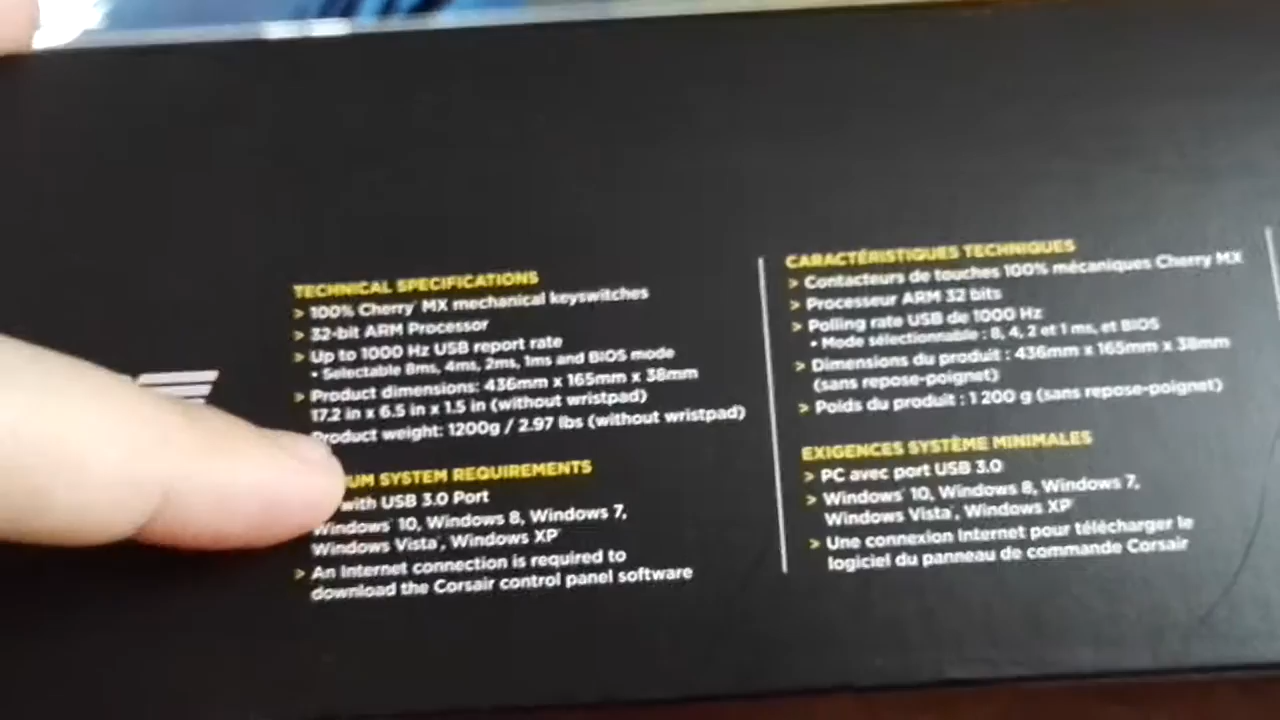 TECHNICAL SPECIFICATIONS
> 100% Cherry MX mechanical keyswitches
> 32-bit ARM Processor
> Up to 1000 Hz USB report rate
• Selectable 8ms, 4ms, 2ms, 1ms and BIOS mode
> Product dimensions: 436mm x 165mm x 38mm
17.2 in x 6.5 in x 1.5 in (without wristpad)
Product weight: 1200g / 2.97 lbs (without wristpad)
UM SYSTEM REQUIREMENTS
with USB 3.0 Port
Windows 10, Windows 8, Windows 7,
Windows Vista, Windows XP
> An Internet connection is required to
download the Corsair control panel software
CARACTÉRISTIQUES TECHNIQUES
> Contacteurs de touches 100% mécaniques Cherry MX
> Processeur ARM 32 bits
> Polling rate USB de 1000 Hz
• Mode sélectionnable : 8, 4, 2 et 1 ms, et BIOS
> Dimensions du produit : 436mm x 165mm x 38mm
(sans repose-poignet)
> Poids du produit : 1 200 g (sans repose-poignet)
EXIGENCES SYSTÈME MINIMALES
> PC avec port USB 3.0
> Windows 10, Windows 8, Windows 7,
Windows Vista, Windows XP
> Une connexion Internet pour télécharger le
logiciel du panneau de commande Corsair